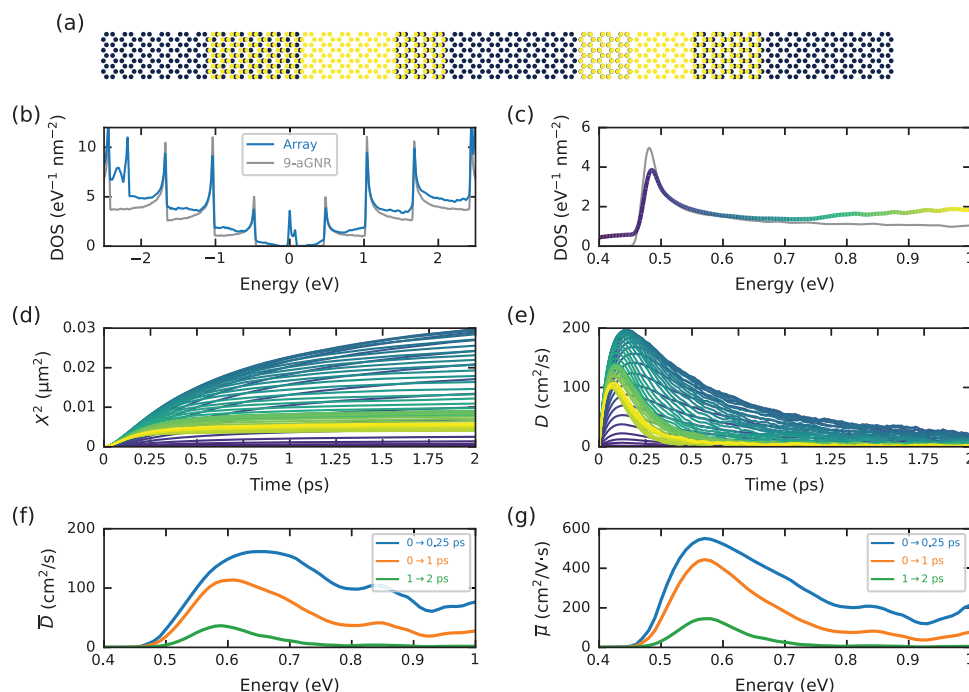 (a)
(b)
DOS (eV⁻¹ nm⁻²)
10
5
0
Array
9-aGNR
−2 −1 0 1 2
Energy (eV)
(c)
DOS (eV⁻¹ nm⁻²)
6
4
2
0
0.4 0.5 0.6 0.7 0.8 0.9 1
Energy (eV)
(d)
X² (μm²)
0.03
0.02
0.01
0
0 0.25 0.5 0.75 1 1.25 1.5 1.75 2
Time (ps)
(e)
D (cm²/s)
200
150
100
50
0
0 0.25 0.5 0.75 1 1.25 1.5 1.75 2
Time (ps)
(f)
D̅ (cm²/s)
200
100
0
0→0.25 ps
0→1 ps
1→2 ps
0.4 0.5 0.6 0.7 0.8 0.9 1
Energy (eV)
(g)
μ̅ (cm²/V·s)
600
400
200
0
0→0.25 ps
0→1 ps
1→2 ps
0.4 0.5 0.6 0.7 0.8 0.9 1
Energy (eV)